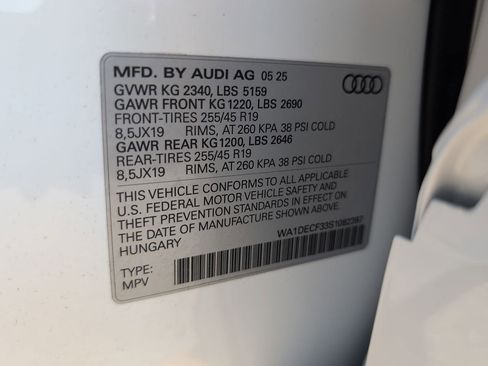 MFD. BY AUDI AG 05 25
GVWR KG 2340, LBS 5159
GAWR FRONT KG1220, LBS 2690
FRONT-TIRES 255/45 R19
8,5JX19 RIMS, AT 260 KPA 38 PSI COLD
GAWR REAR KG1200, LBS 2646
REAR-TIRES 255/45 R19
8,5JX19 RIMS, AT 260 KPA 38 PSI COLD
THIS VEHICLE CONFORMS TO ALL APPLICABLE
U.S. FEDERAL MOTOR VEHICLE SAFETY AND
THEFT PREVENTION STANDARDS IN EFFECT ON
THE DATE OF MANUFACTURE SHOWN ABOVE
HUNGARY
WA1DECF33S1082397
TYPE:
MPV